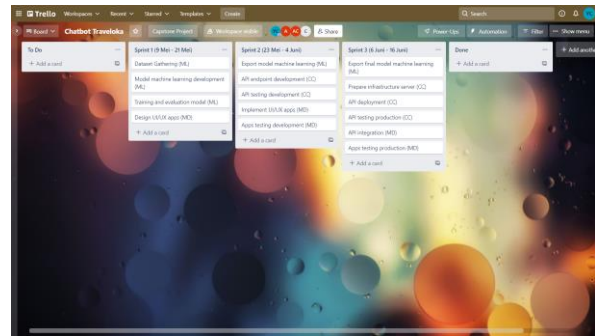 Trello
Workspaces
Recent
Starred
Templates
Create
Search
Board
Chatbot Traveloka
Capstone Project
Workspace visible
Share
Power-Ups
Automation
Filter
Show menu
To Do
+ Add a card
Sprint 1 (9 Mei - 21 Mei)
Dataset Gathering (ML)
Model machine learning development
(ML)
Training and evaluation model (ML)
Design UI/UX apps (MD)
+ Add a card
Sprint 2 (23 Mei - 4 Juni)
Export model machine learning (ML)
API endpoint development (CC)
API testing development (CC)
Implement UI/UX apps (MD)
Apps testing development (MD)
+ Add a card
Sprint 3 (6 Juni - 16 Juni)
Export final model machine learning
(ML)
Prepare infrastructure server (CC)
API deployment (CC)
API testing production (CC)
API integration (MD)
Apps testing production (MD)
+ Add a card
Done
+ Add a card
+ Add anoth